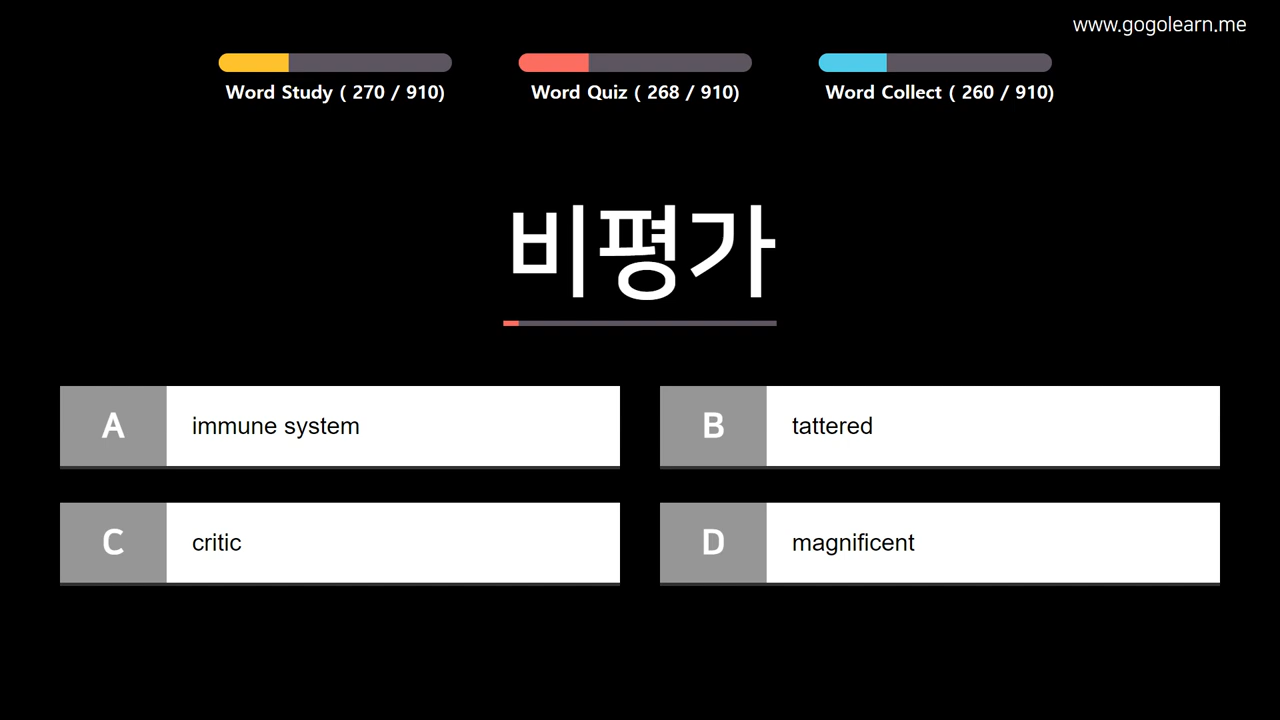 www.gogolearn.me
Word Study ( 270 / 910)
Word Quiz ( 268 / 910)
Word Collect ( 260 / 910)
비평가
A immune system
B tattered
C critic
D magnificent